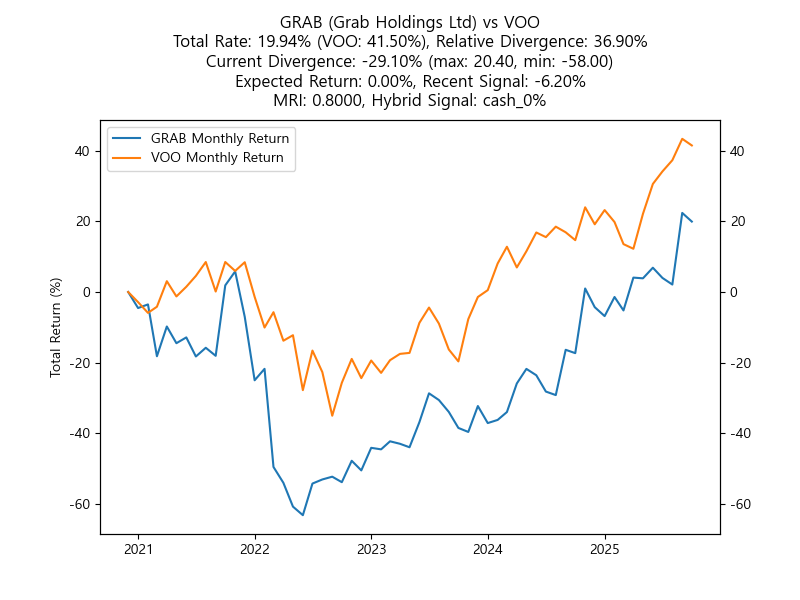 GRAB (Grab Holdings Ltd) vs VOO
Total Rate: 19.94% (VOO: 41.50%), Relative Divergence: 36.90%
Current Divergence: -29.10% (max: 20.40, min: -58.00)
Expected Return: 0.00%, Recent Signal: -6.20%
MRI: 0.8000, Hybrid Signal: cash_0%
GRAB Monthly Return
VOO Monthly Return
40
20
0
-20
-40
-60
Total Return (%)
40
20
0
-20
-40
-60
2021
2022
2023
2024
2025